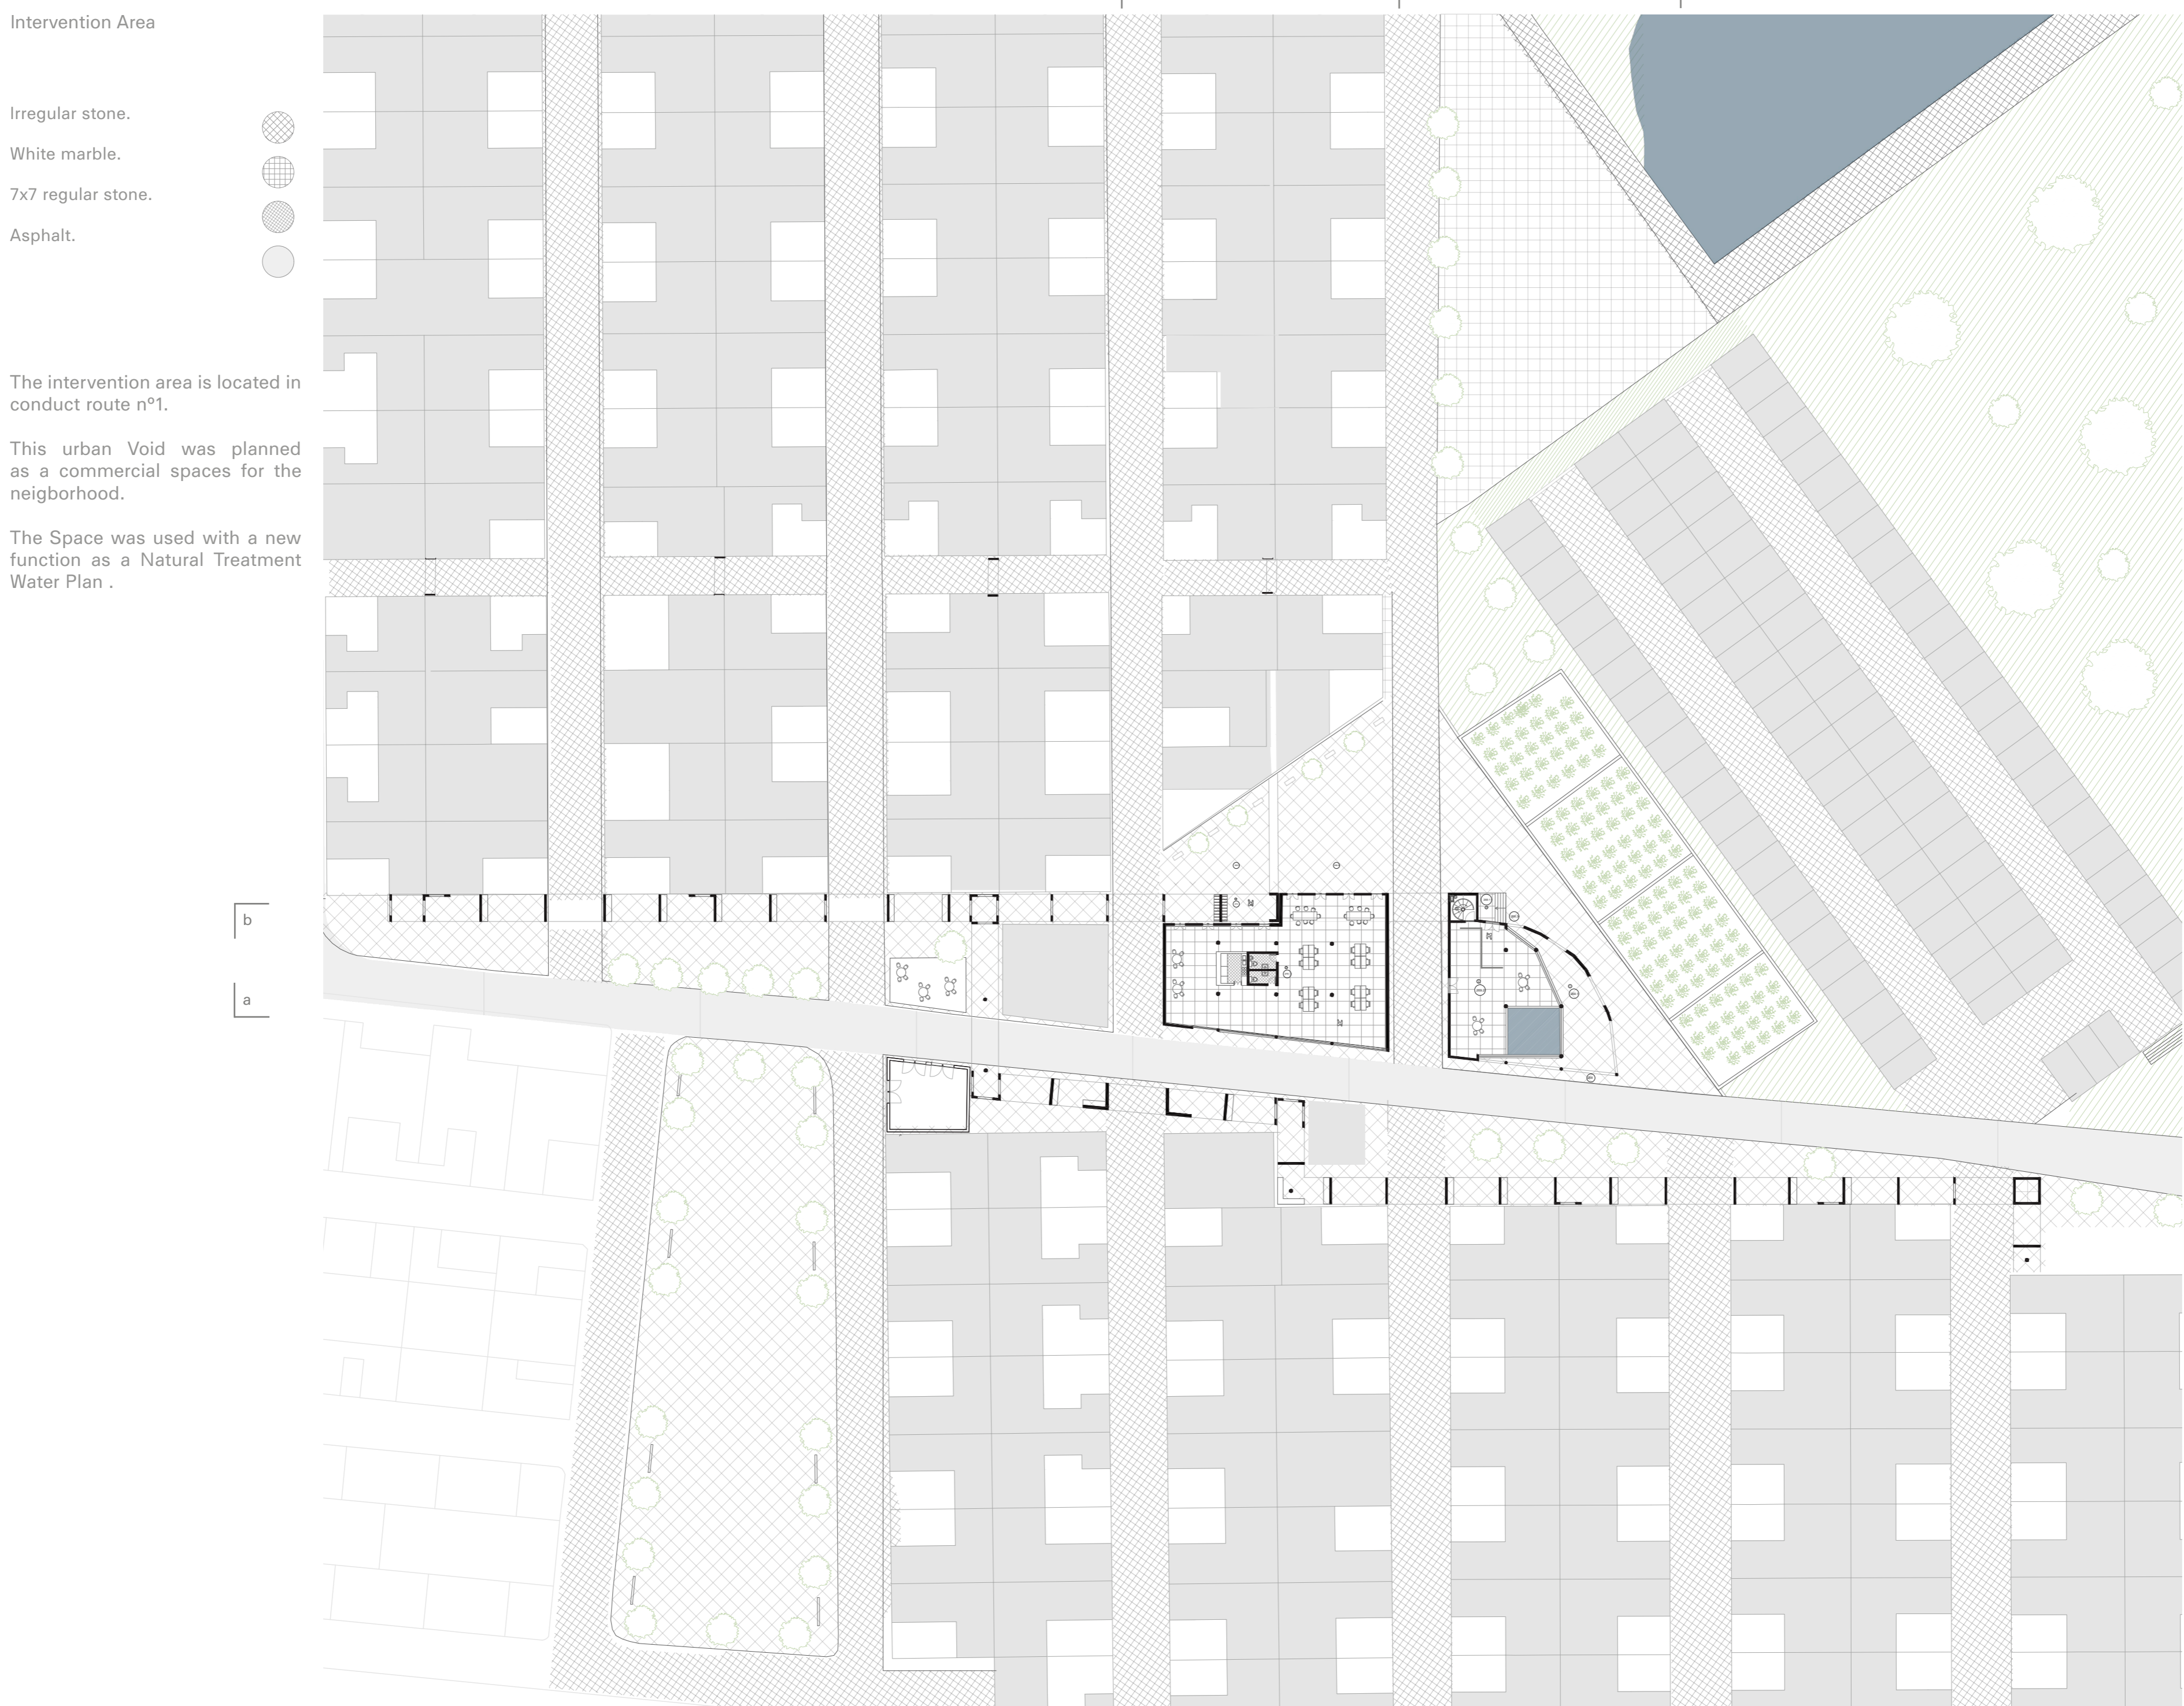 Intervention Area
Irregular stone.
White marble.
7x7 regular stone.
Asphalt.
The intervention area is located in
conduct route nº1.
This urban Void was planned
as a commercial spaces for the
neigborhood.
The Space was used with a new
function as a Natural Treatment
Water Plan .
b
a